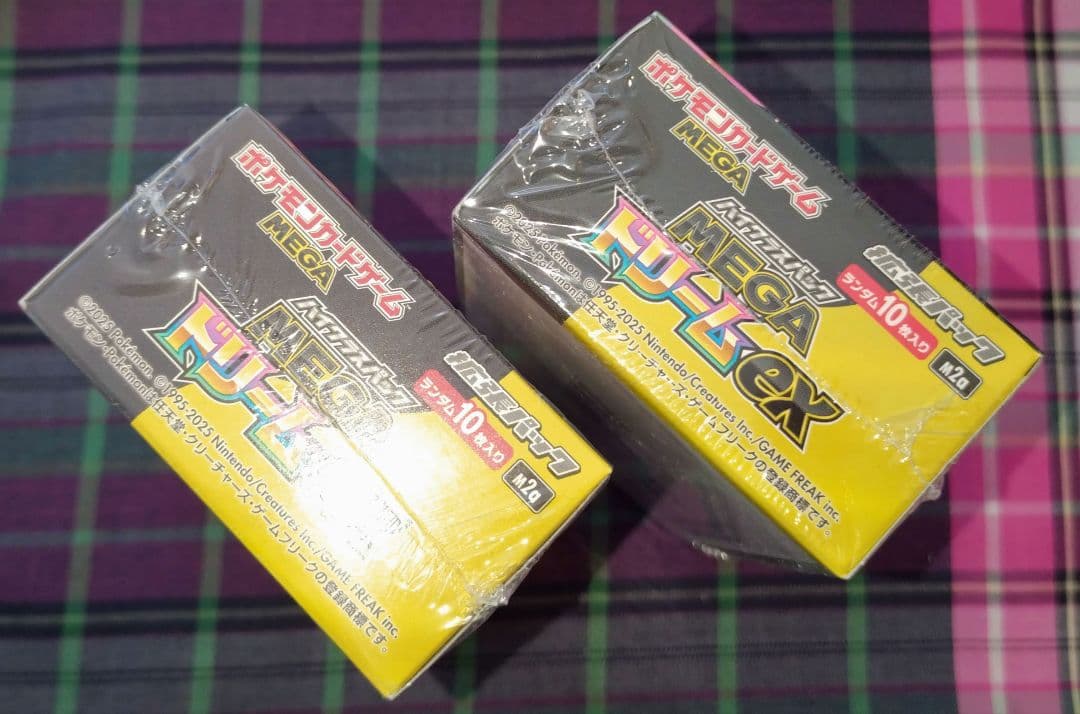 ポケモンカードゲーム
MEGA
ハイクラスパック
MEGA
ドリーム
拡張パック
ランダム10枚入り
M2a
©2025 Pokémon. ©1995-2025 Nintendo/Creatures Inc./GAME FREAK inc.
ポケモン・Pokémonは任天堂・クリーチャーズ・ゲームフリークの登録商標です。
ポケモンカードゲーム
MEGA
ハイクラスパック
MEGA
ドリームex
拡張パック
ランダム10枚入り
M2a
©2025 Pokémon. ©1995-2025 Nintendo/Creatures Inc./GAME FREAK inc.
ポケモン・Pokémonは任天堂・クリーチャーズ・ゲームフリークの登録商標です。